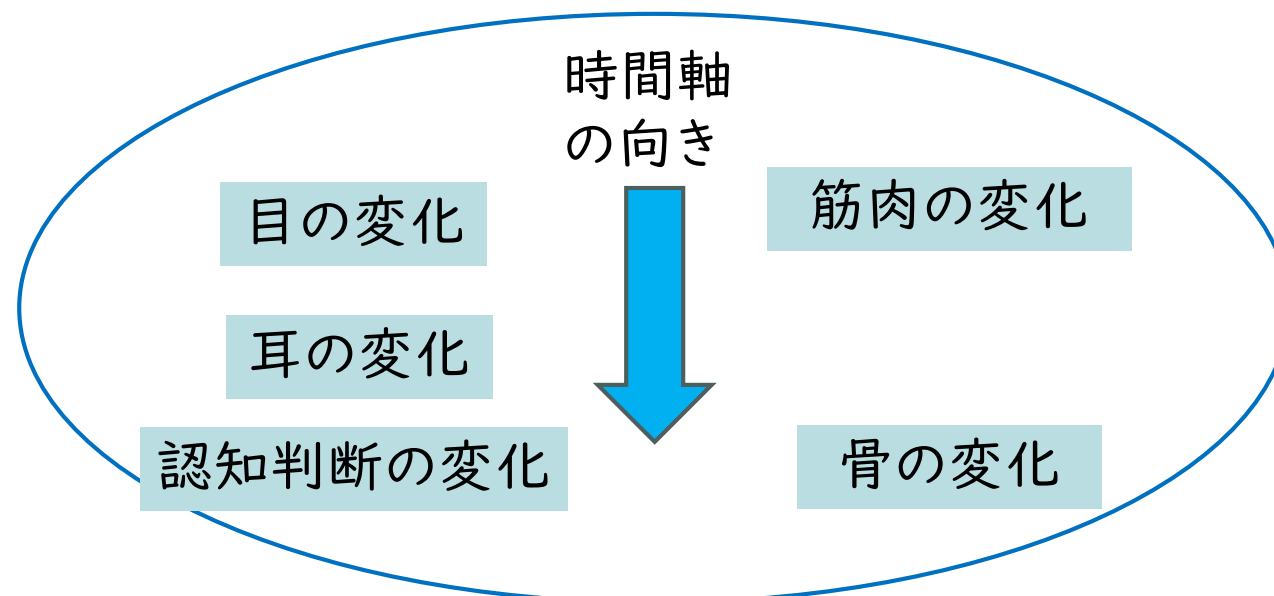 時間軸
の向き
目の変化
筋肉の変化
耳の変化
認知判断の変化
骨の変化